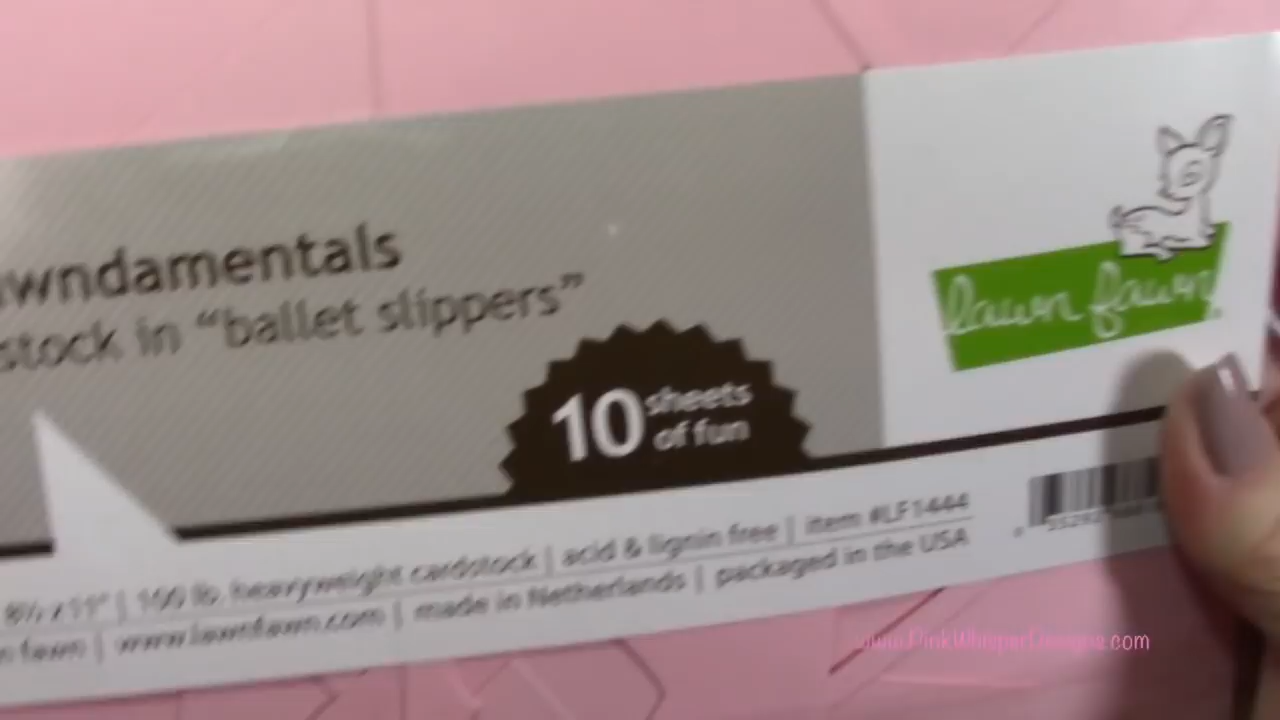 wndamentals
stock in “ballet slippers”
10 sheets
of fun
lawn fawn
8½ x 11" | 100 lb. heavyweight cardstock | acid & lignin free | item #LF1444
n fawn | www.lawnfawn.com | made in Netherlands | packaged in the USA
www.PinkWhisperDesignz.com